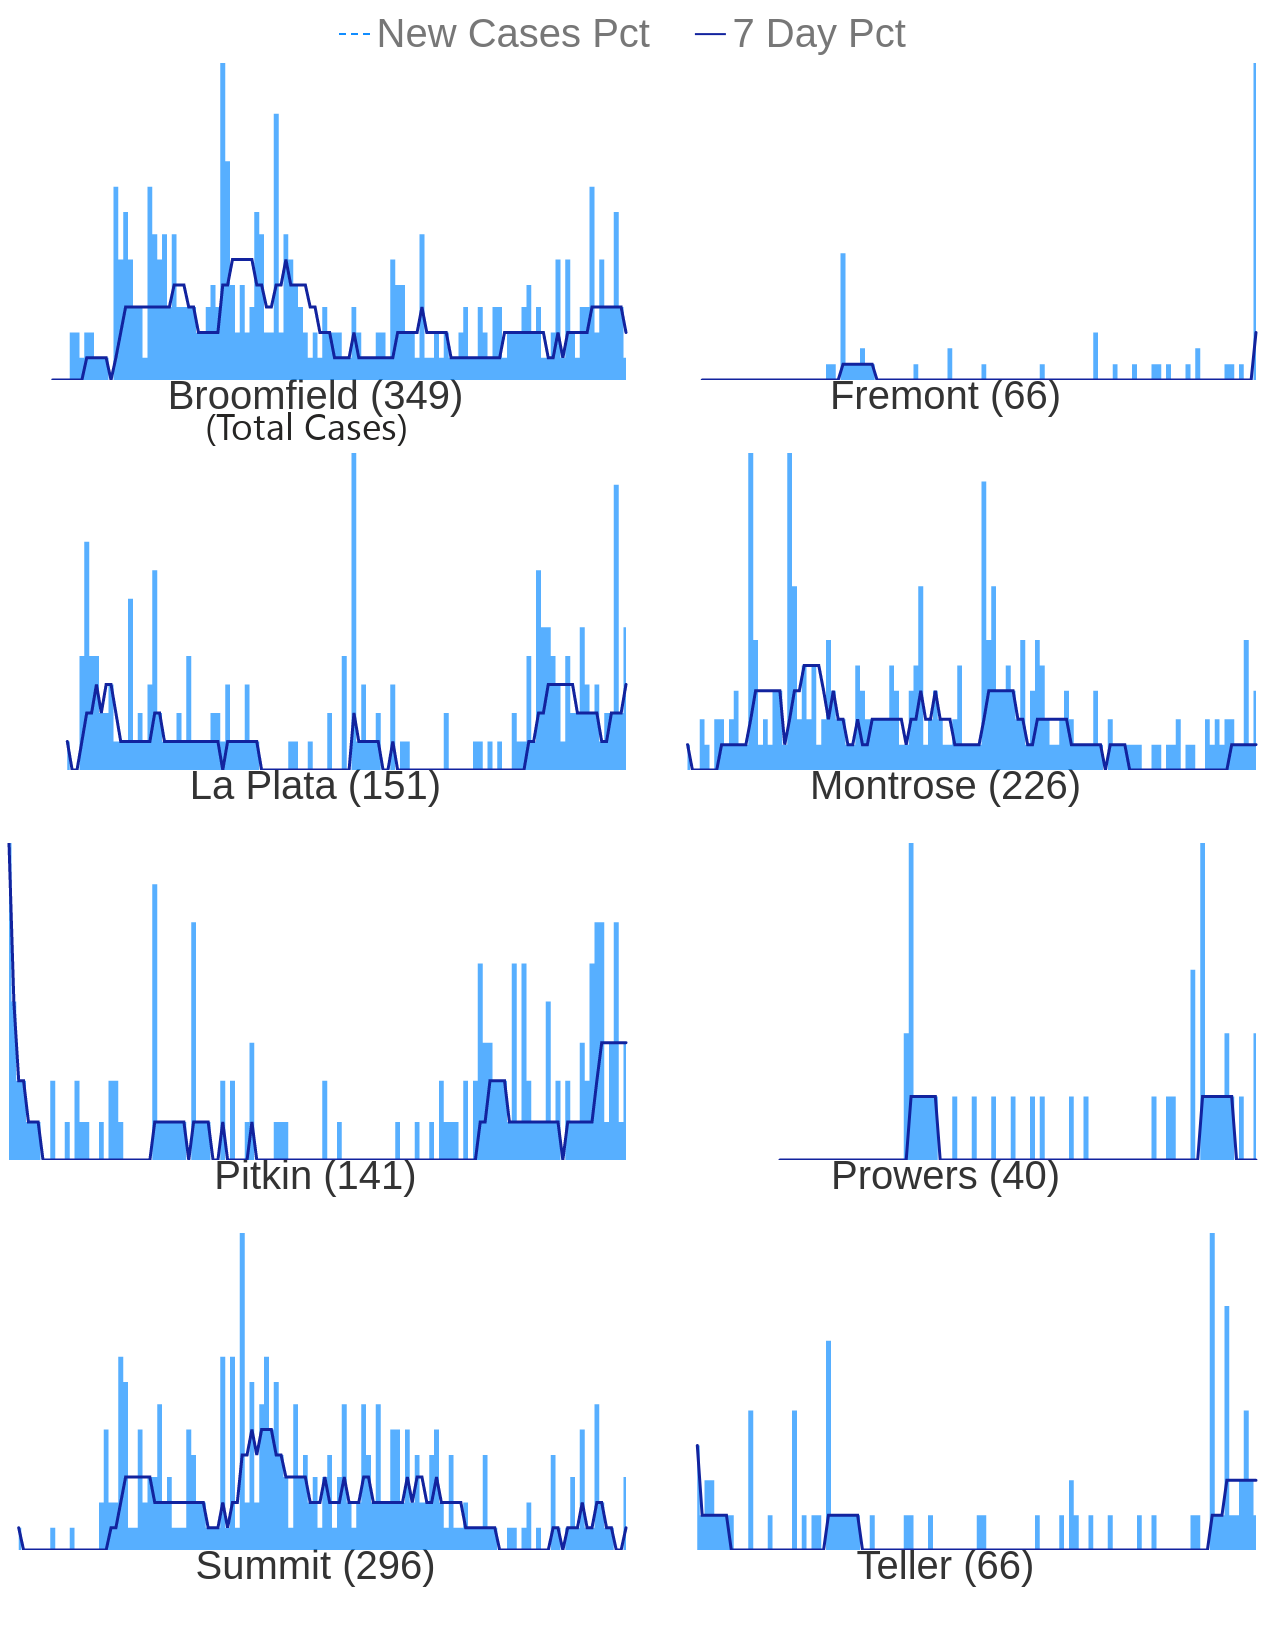 New Cases Pct 7 Day Pct
Broomfield (349) Fremont (66)
(Total Cases)
La Plata (151) Montrose (226)
Pitkin (141) Prowers (40)
Summit (296) Teller (66)